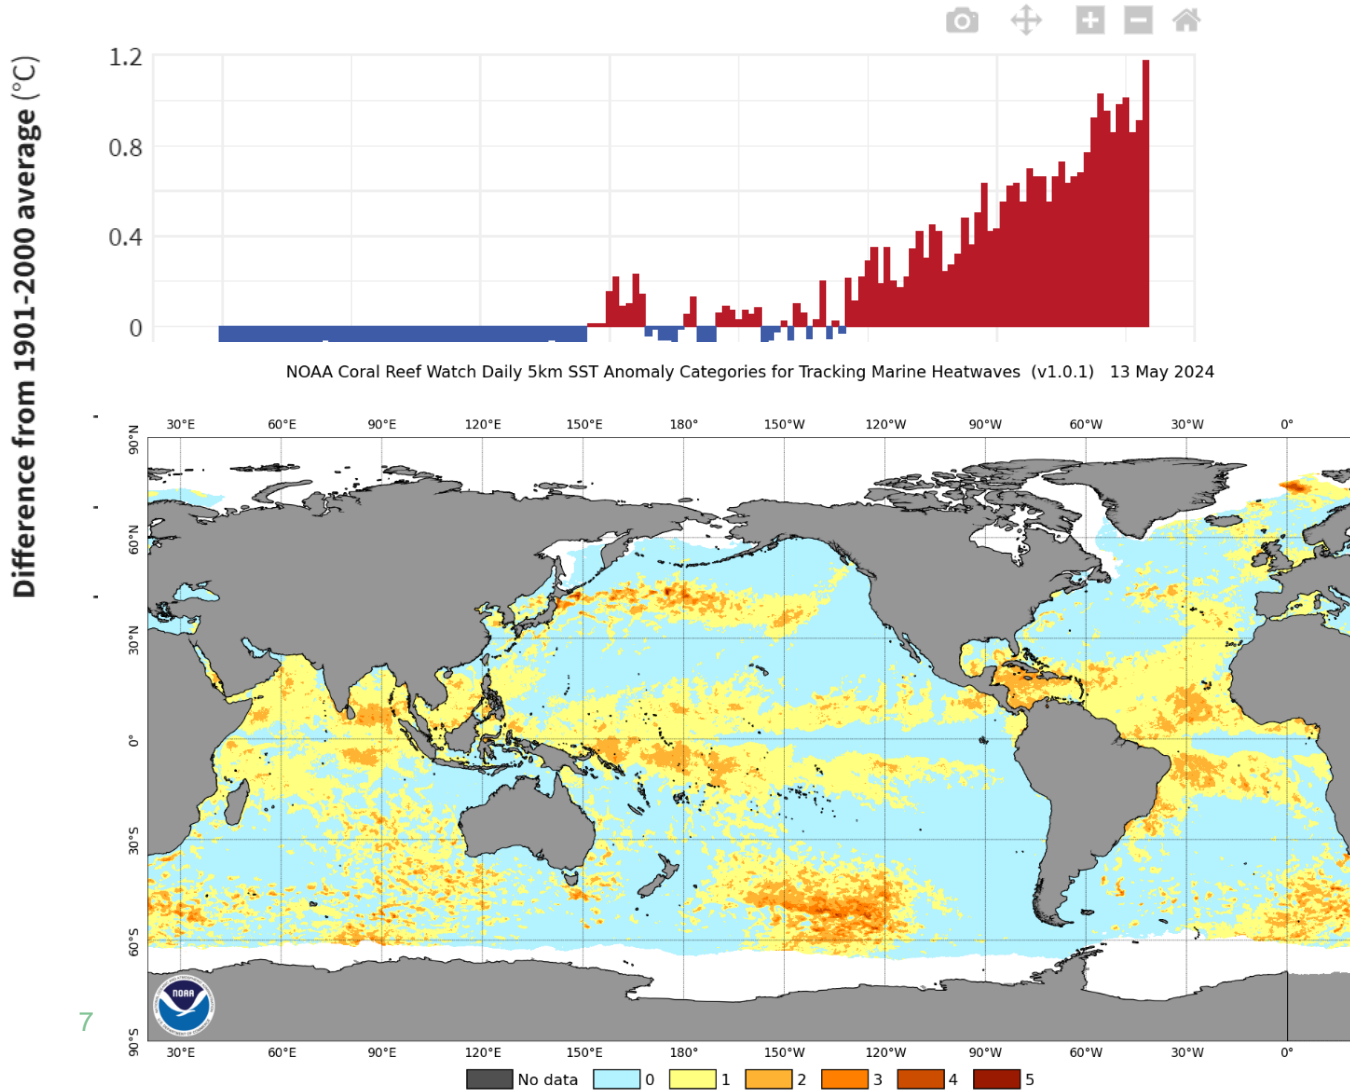 Difference from 1901-2000 average (°C)
1.2
0.8
0.4
0
NOAA Coral Reef Watch Daily 5km SST Anomaly Categories for Tracking Marine Heatwaves (v1.0.1) 13 May 2024
30°E 60°E 90°E 120°E 150°E 180° 150°W 120°W 90°W 60°W 30°W 0°
90°N
60°N
30°N
0°
30°S
60°S
90°S
NOAA
7
30°E 60°E 90°E 120°E 150°E 180° 150°W 120°W 90°W 60°W 30°W 0°
No data 0 1 2 3 4 5